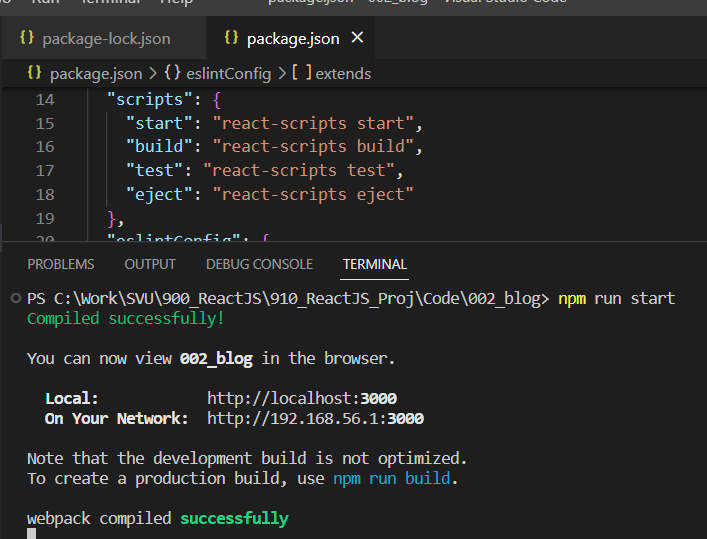 Run Terminal Help package.json 002_blog Visual Studio Code
{} package-lock.json {} package.json ✕
{} package.json > {} eslintConfig > [ ] extends
14 "scripts": {
15 "start": "react-scripts start",
16 "build": "react-scripts build",
17 "test": "react-scripts test",
18 "eject": "react-scripts eject"
19 },
20 "eslintConfig": {
PROBLEMS OUTPUT DEBUG CONSOLE TERMINAL
PS C:\Work\SVU\900_ReactJS\910_ReactJS_Proj\Code\002_blog> npm run start
Compiled successfully!
You can now view 002_blog in the browser.
Local: http://localhost:3000
On Your Network: http://192.168.56.1:3000
Note that the development build is not optimized.
To create a production build, use npm run build.
webpack compiled successfully